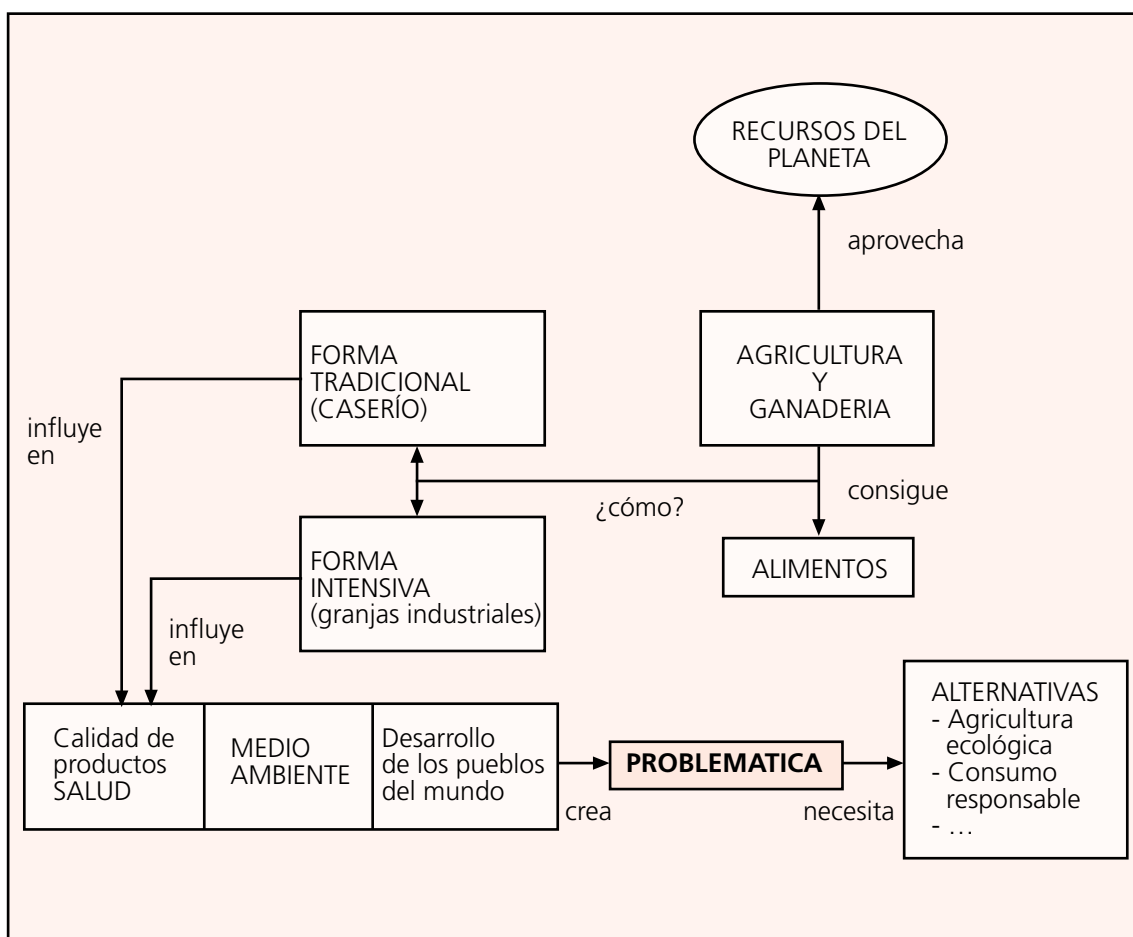 RECURSOS DEL
PLANETA
aprovecha
FORMA
TRADICIONAL
(CASERÍO)
AGRICULTURA
Y
GANADERIA
influye
en
¿cómo?
consigue
FORMA
INTENSIVA
(granjas industriales)
ALIMENTOS
influye
en
Calidad de
productos
SALUD
MEDIO
AMBIENTE
Desarrollo
de los pueblos
del mundo
crea
PROBLEMATICA
necesita
ALTERNATIVAS
- Agricultura
ecológica
- Consumo
responsable
- ...